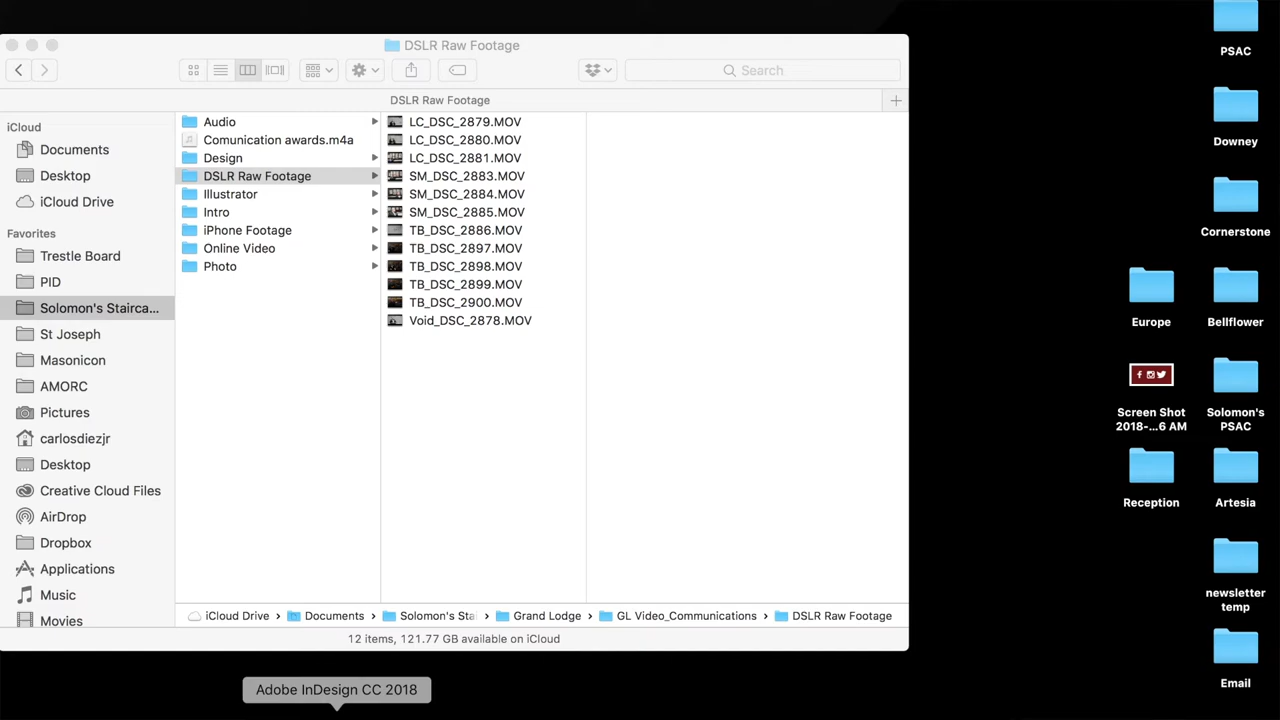 DSLR Raw Footage
Search
DSLR Raw Footage
iCloud
Documents
Desktop
iCloud Drive
Favorites
Trestle Board
PID
Solomon's Stairca...
St Joseph
Masonicon
AMORC
Pictures
carlosdiezjr
Desktop
Creative Cloud Files
AirDrop
Dropbox
Applications
Music
Movies
Audio
Comunication awards.m4a
Design
DSLR Raw Footage
Illustrator
Intro
iPhone Footage
Online Video
Photo
LC_DSC_2879.MOV
LC_DSC_2880.MOV
LC_DSC_2881.MOV
SM_DSC_2883.MOV
SM_DSC_2884.MOV
SM_DSC_2885.MOV
TB_DSC_2886.MOV
TB_DSC_2897.MOV
TB_DSC_2898.MOV
TB_DSC_2899.MOV
TB_DSC_2900.MOV
Void_DSC_2878.MOV
iCloud Drive > Documents > Solomon's Sta > Grand Lodge > GL Video_Communications > DSLR Raw Footage
12 items, 121.77 GB available on iCloud
Adobe InDesign CC 2018
PSAC
Downey
Cornerstone
Europe
Bellflower
Screen Shot
2018-...6 AM
Solomon's
PSAC
Reception
Artesia
newsletter
temp
Email